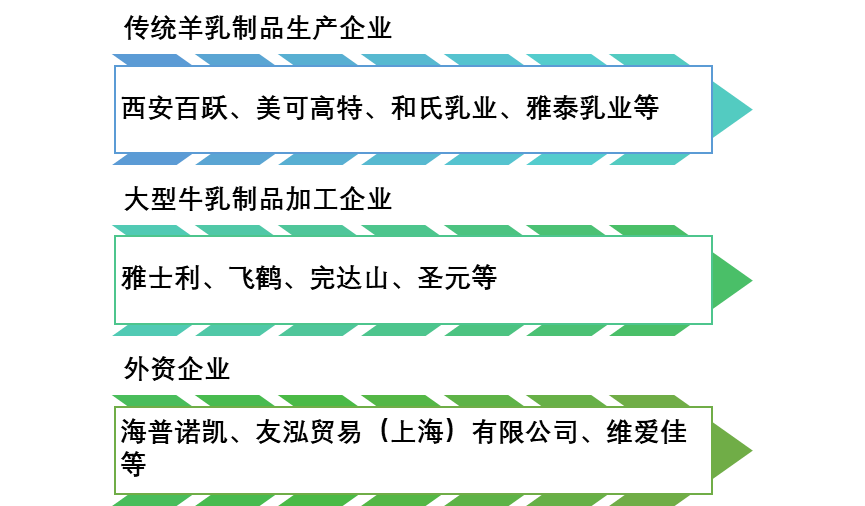 传统羊乳制品生产企业
西安百跃、美可高特、和氏乳业、雅泰乳业等
大型牛乳制品加工企业
雅士利、飞鹤、完达山、圣元等
外资企业
海普诺凯、友泓贸易（上海）有限公司、维爱佳
等